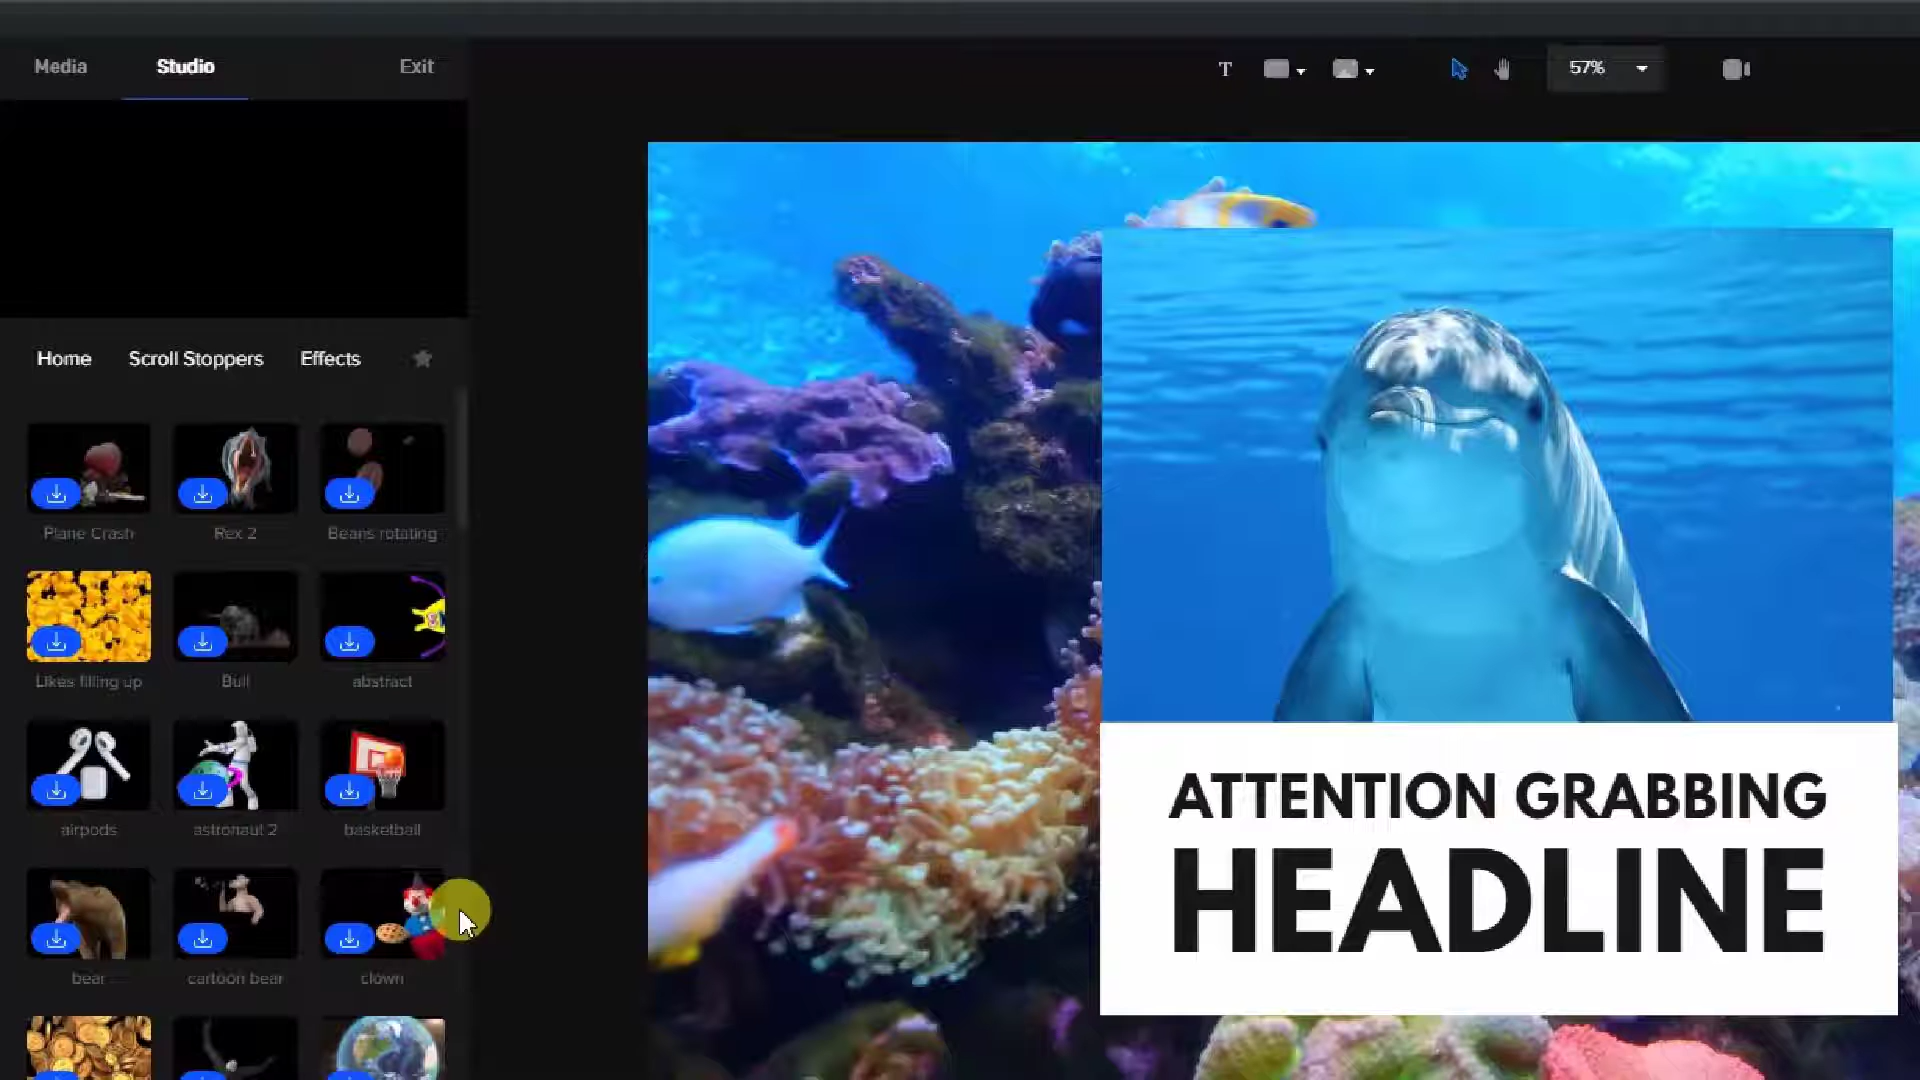 Media Studio Exit
T 57%
Home Scroll Stoppers Effects
Plane Crash Rex 2 Beans rotating
Likes filling up Bull abstract
airpods astronaut 2 basketball
bear cartoon bear clown
ATTENTION GRABBING
HEADLINE